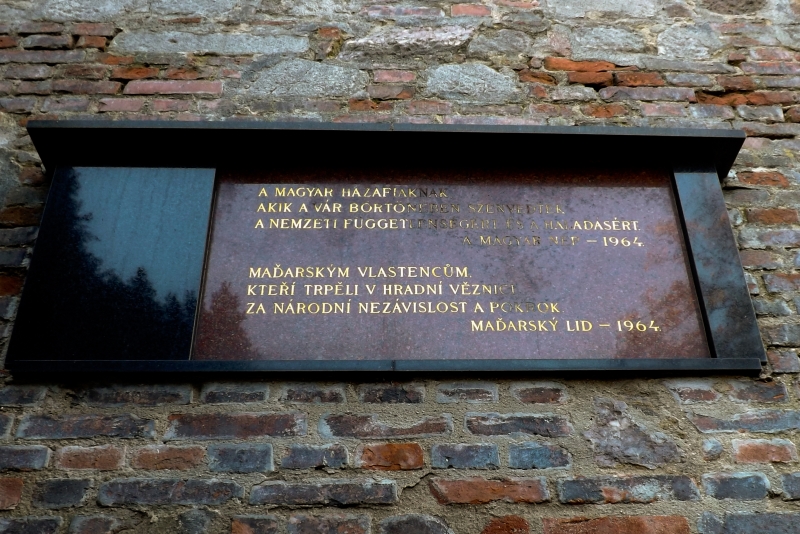 A MAGYAR HAZAFIAKNAK
AKIK A VÁR BÖRTÖNEIBEN SZENVEDTEK
A NEMZETI FÜGGETLENSÉGÉRT ÉS A HALADÁSÉRT.
A MAGYAR NÉP – 1964.
MAĎARSKÝM VLASTENCŮM,
KTEŘÍ TRPĚLI V HRADNÍ VĚZNICI
ZA NÁRODNÍ NEZÁVISLOST A POKROK.
MAĎARSKÝ LID – 1964.